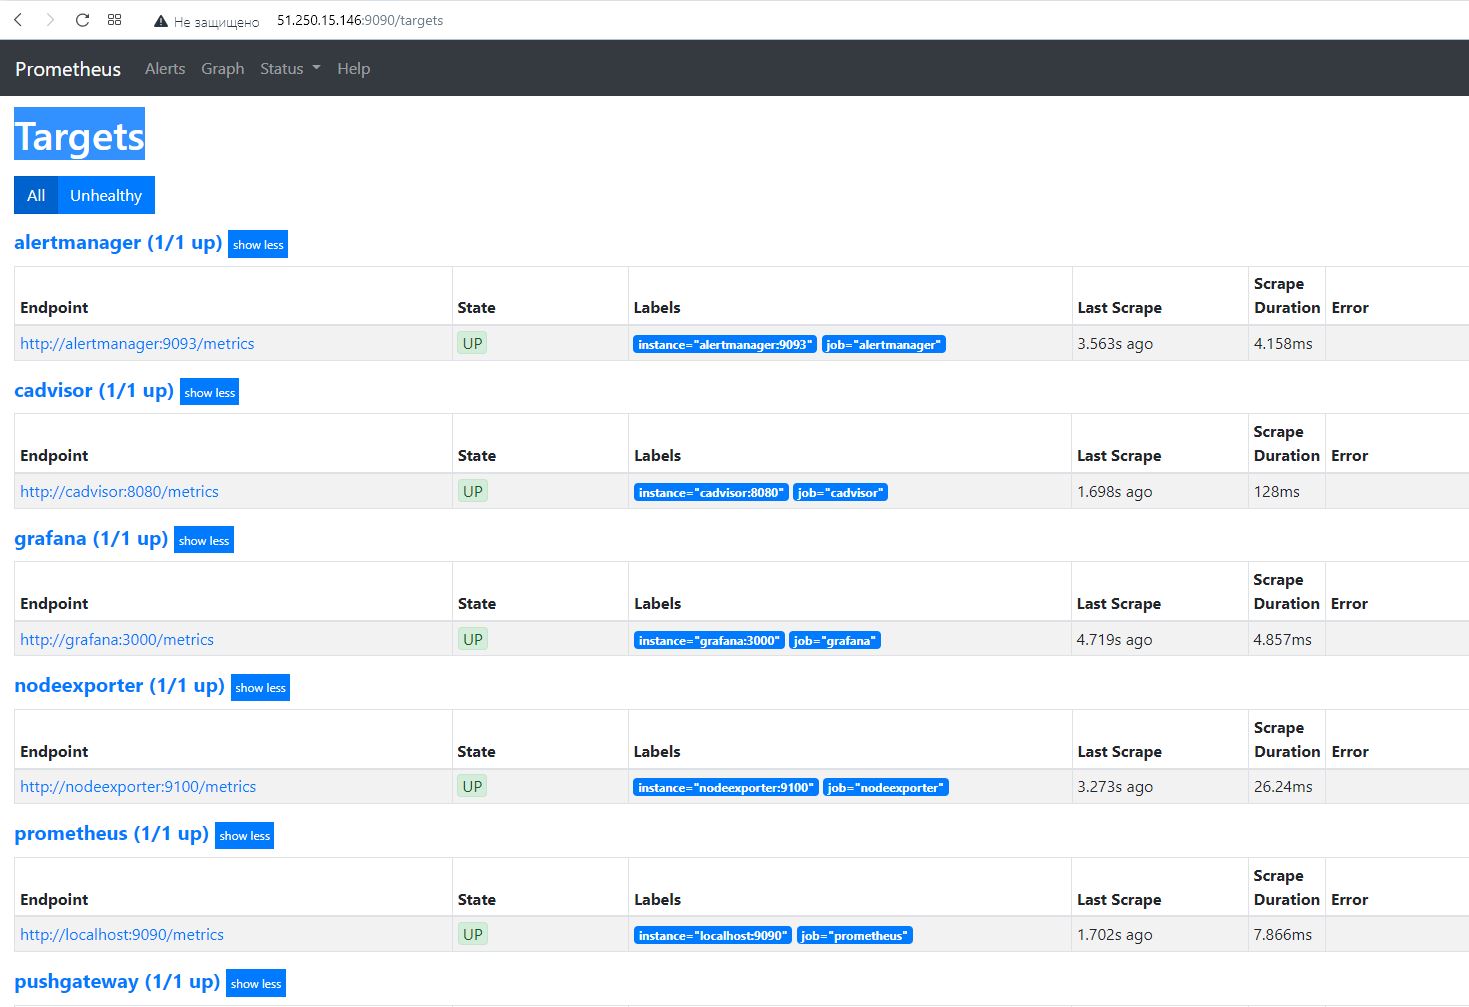 Не защищено 51.250.15.146:9090/targets
Prometheus Alerts Graph Status Help
Targets
All Unhealthy
alertmanager (1/1 up) show less
Endpoint State Labels Last Scrape Scrape Duration Error
http://alertmanager:9093/metrics UP instance="alertmanager:9093" job="alertmanager" 3.563s ago 4.158ms
cadvisor (1/1 up) show less
Endpoint State Labels Last Scrape Scrape Duration Error
http://cadvisor:8080/metrics UP instance="cadvisor:8080" job="cadvisor" 1.698s ago 128ms
grafana (1/1 up) show less
Endpoint State Labels Last Scrape Scrape Duration Error
http://grafana:3000/metrics UP instance="grafana:3000" job="grafana" 4.719s ago 4.857ms
nodeexporter (1/1 up) show less
Endpoint State Labels Last Scrape Scrape Duration Error
http://nodeexporter:9100/metrics UP instance="nodeexporter:9100" job="nodeexporter" 3.273s ago 26.24ms
prometheus (1/1 up) show less
Endpoint State Labels Last Scrape Scrape Duration Error
http://localhost:9090/metrics UP instance="localhost:9090" job="prometheus" 1.702s ago 7.866ms
pushgateway (1/1 up) show less